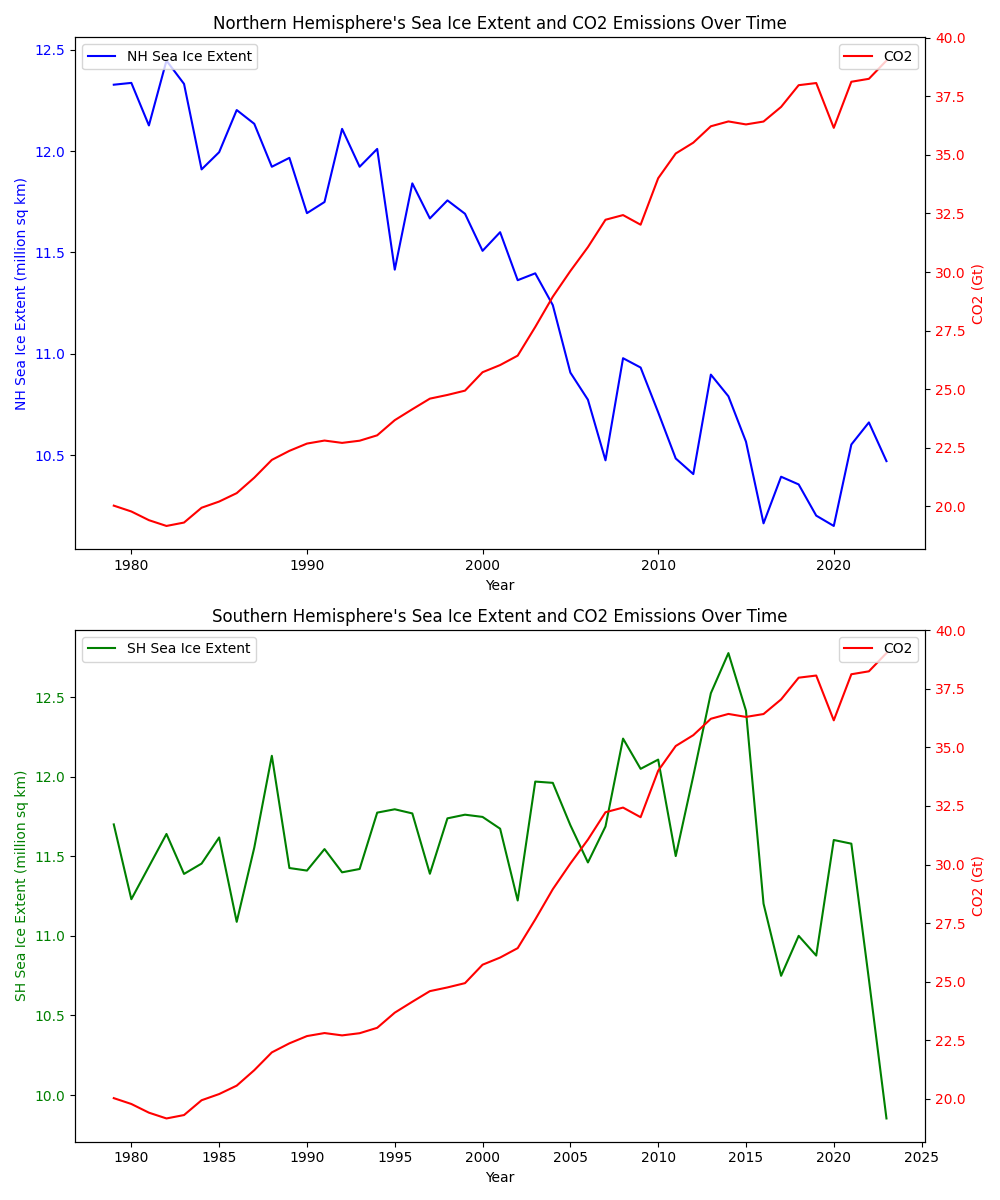 Northern Hemisphere's Sea Ice Extent and CO2 Emissions Over Time
NH Sea Ice Extent
CO2
12.5
12.0
11.5
11.0
10.5
NH Sea Ice Extent (million sq km)
40.0
37.5
35.0
32.5
30.0
27.5
25.0
22.5
20.0
CO2 (Gt)
1980 1990 2000 2010 2020
Year
Southern Hemisphere's Sea Ice Extent and CO2 Emissions Over Time
SH Sea Ice Extent
CO2
12.5
12.0
11.5
11.0
10.5
10.0
SH Sea Ice Extent (million sq km)
40.0
37.5
35.0
32.5
30.0
27.5
25.0
22.5
20.0
CO2 (Gt)
1980 1985 1990 1995 2000 2005 2010 2015 2020 2025
Year